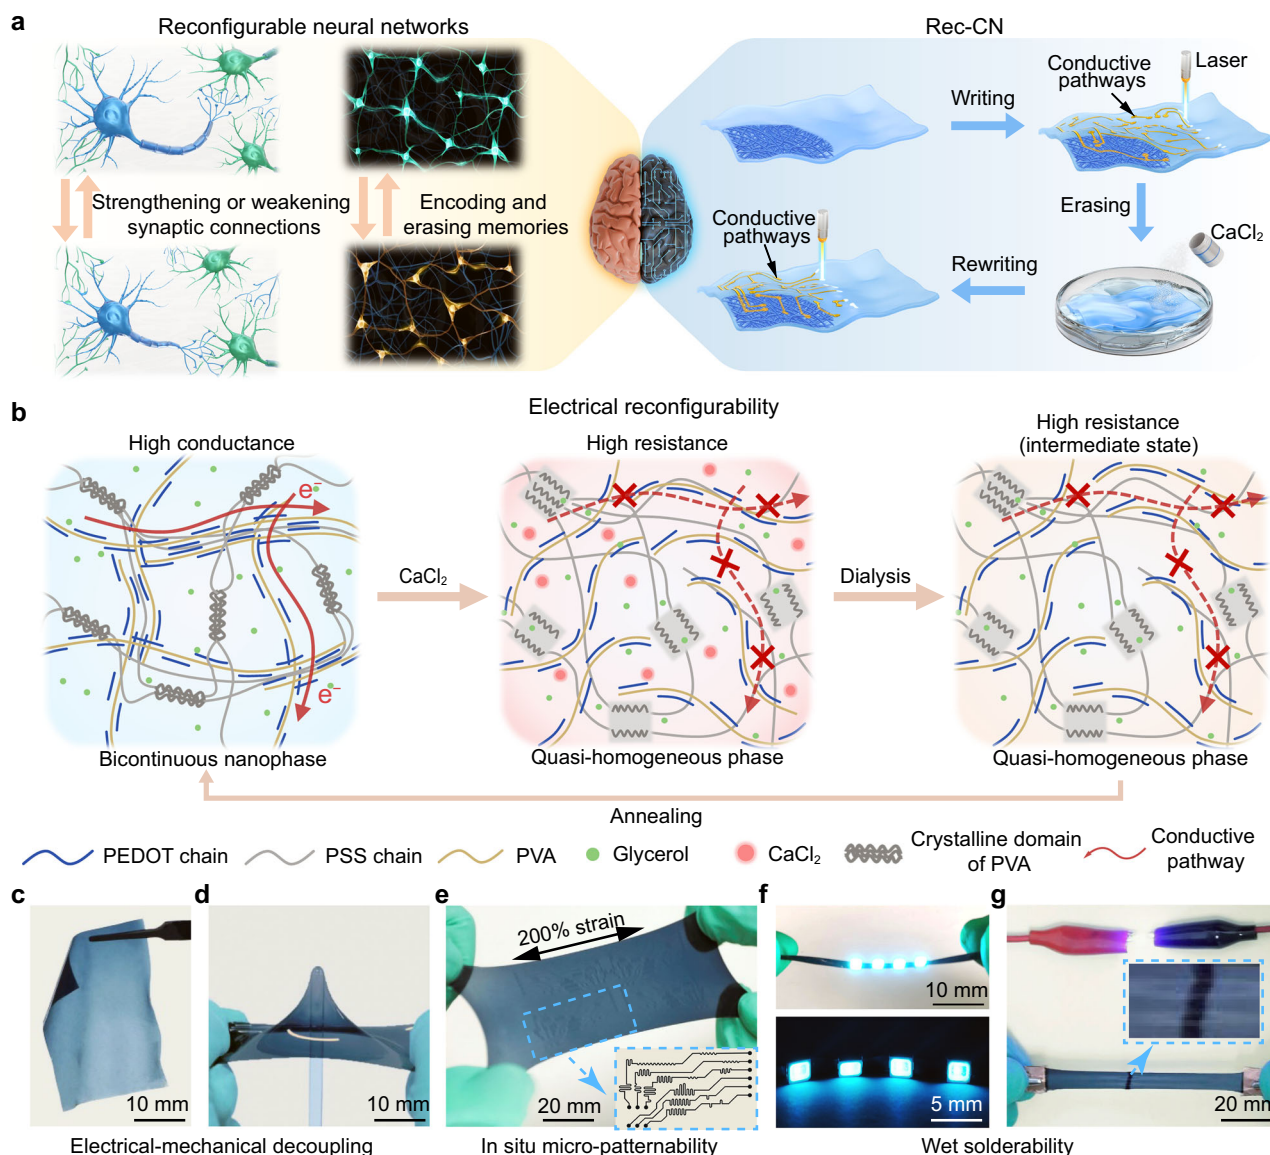 a
Reconfigurable neural networks
Rec-CN
Conductive
pathways
Laser
Writing
Strengthening or weakening
synaptic connections
Encoding and
erasing memories
Erasing
CaCl₂
Conductive
pathways
Rewriting
b
Electrical reconfigurability
High conductance
High resistance
High resistance
(intermediate state)
e⁻
e⁻
CaCl₂
Dialysis
Bicontinuous nanophase
Quasi-homogeneous phase
Quasi-homogeneous phase
Annealing
PEDOT chain
PSS chain
PVA
Glycerol
CaCl₂
Crystalline domain
of PVA
Conductive
pathway
c
d
e
f
g
200% strain
10 mm
10 mm
20 mm
10 mm
5 mm
20 mm
Electrical-mechanical decoupling
In situ micro-patternability
Wet solderability